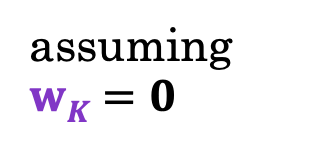 assuming
w_K = 0